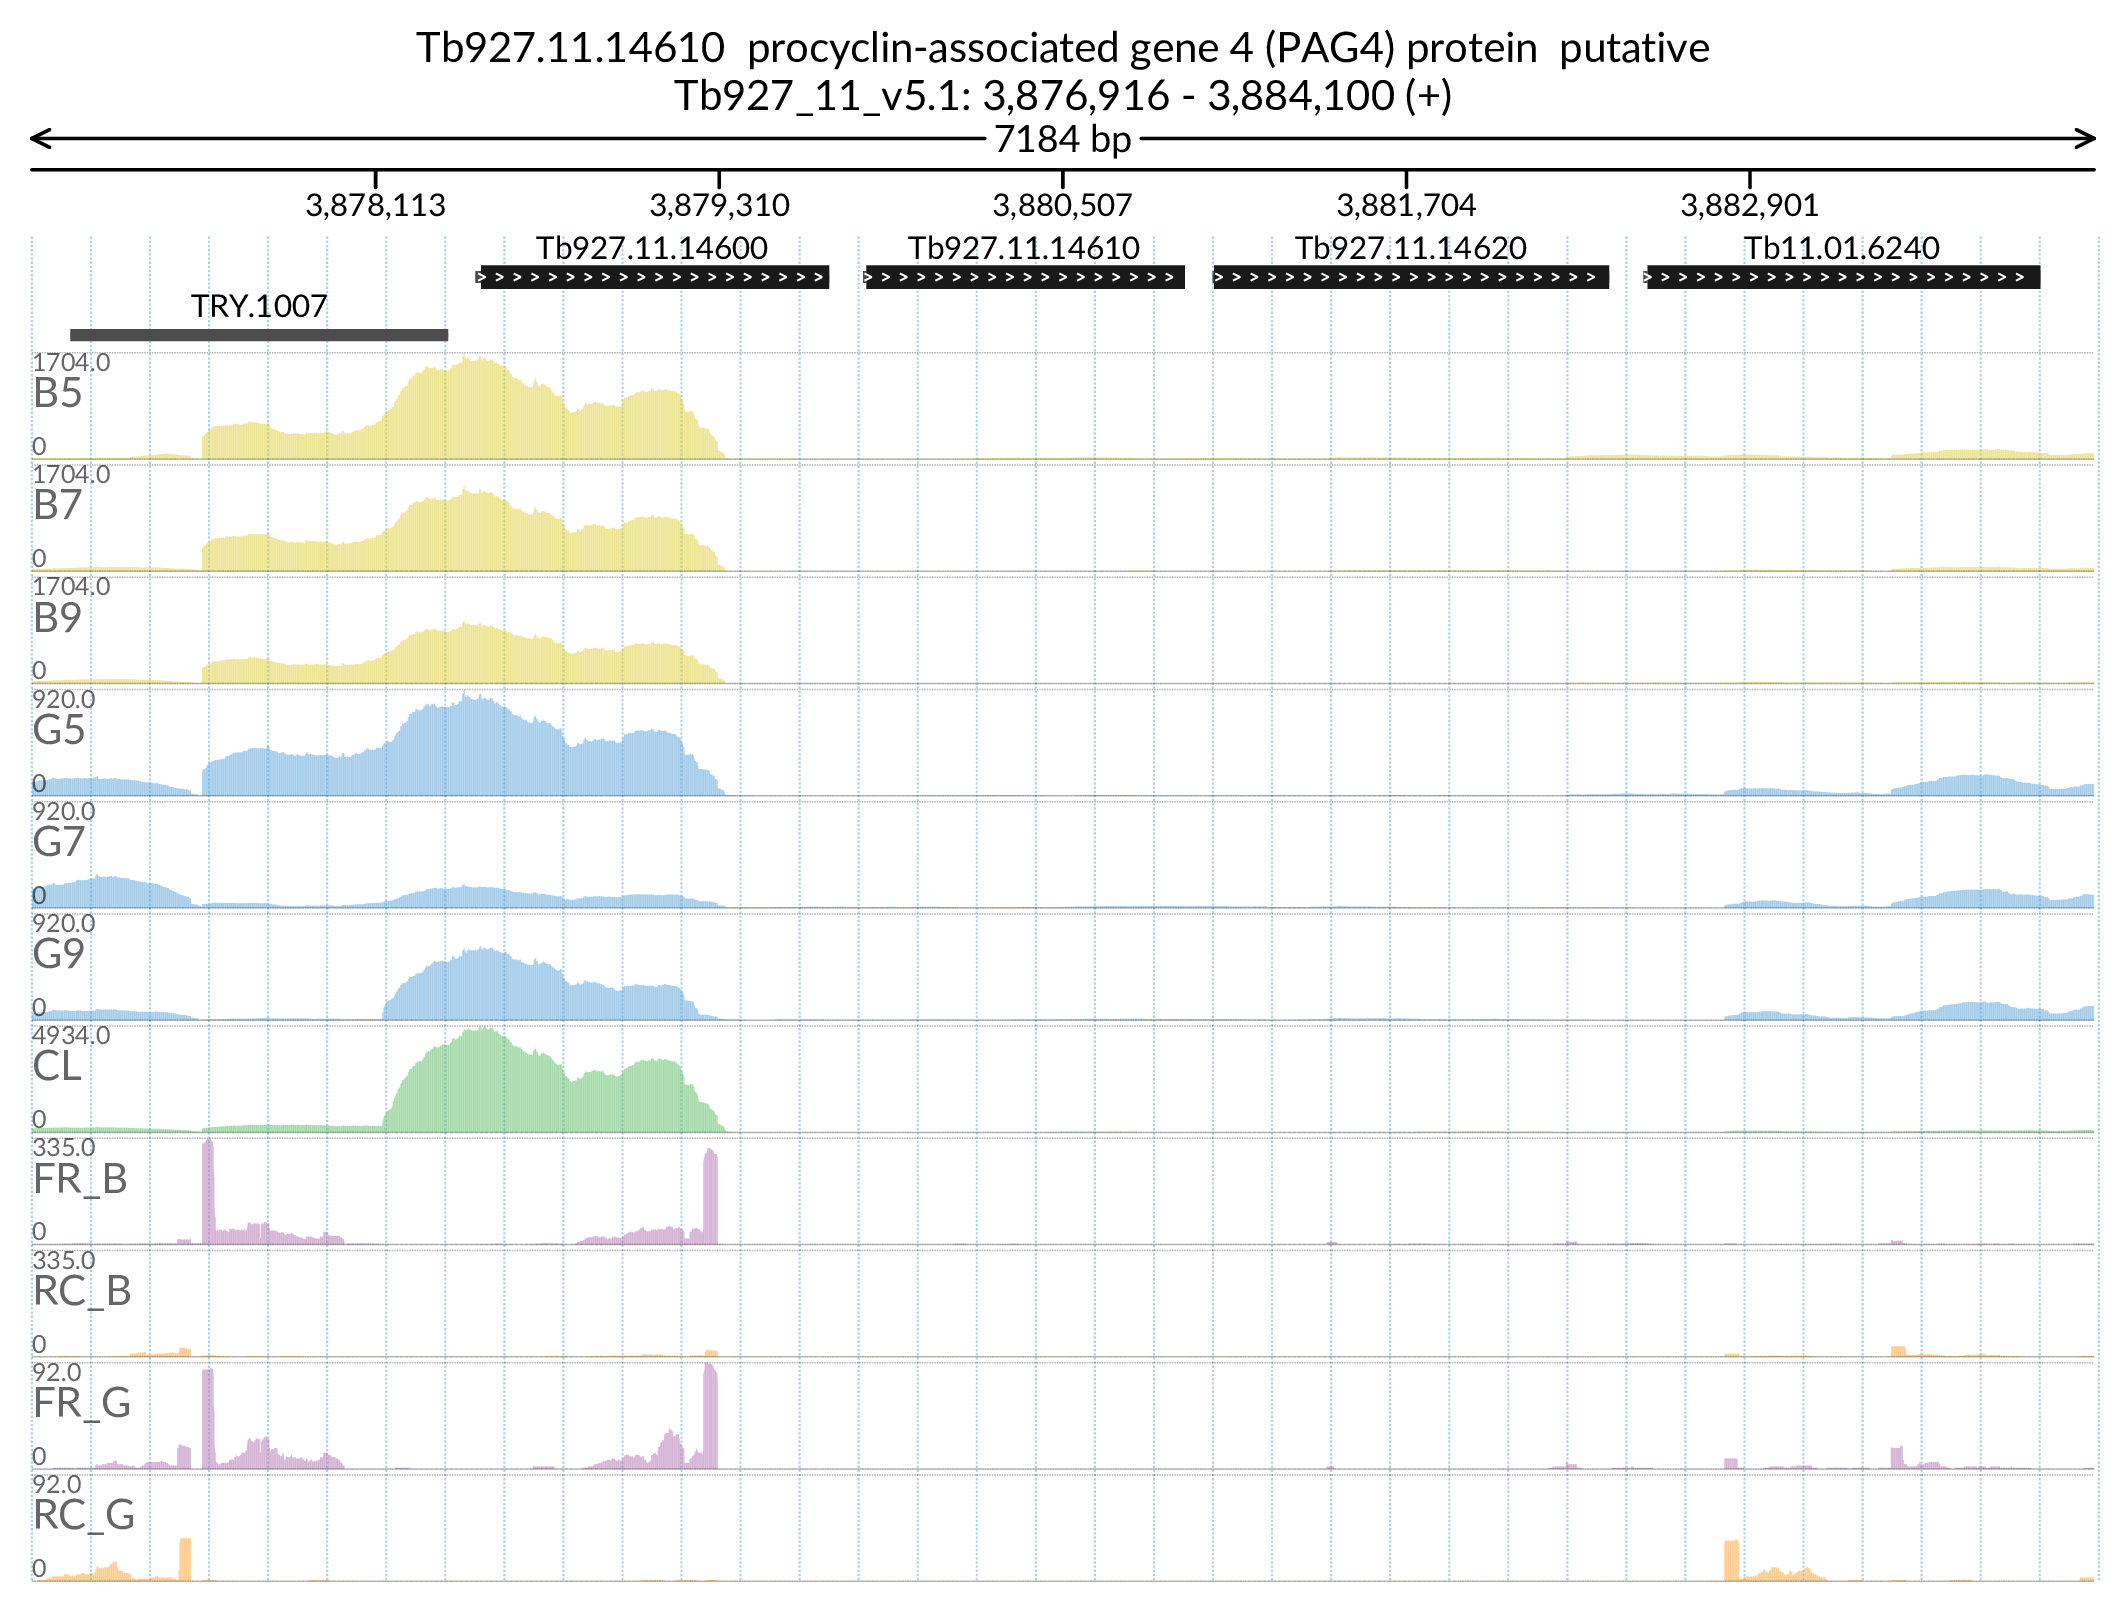 Tb927.11.14610 procyclin-associated gene 4 (PAG4) protein putative
Tb927_11_v5.1: 3,876,916 - 3,884,100 (+)
7184 bp
3,878,113 3,879,310 3,880,507 3,881,704 3,882,901
Tb927.11.14600 Tb927.11.14610 Tb927.11.14620 Tb11.01.6240
TRY.1007
1704.0
B5
0
1704.0
B7
0
1704.0
B9
0
920.0
G5
0
920.0
G7
0
920.0
G9
0
4934.0
CL
0
335.0
FR_B
0
335.0
RC_B
0
92.0
FR_G
0
92.0
RC_G
0